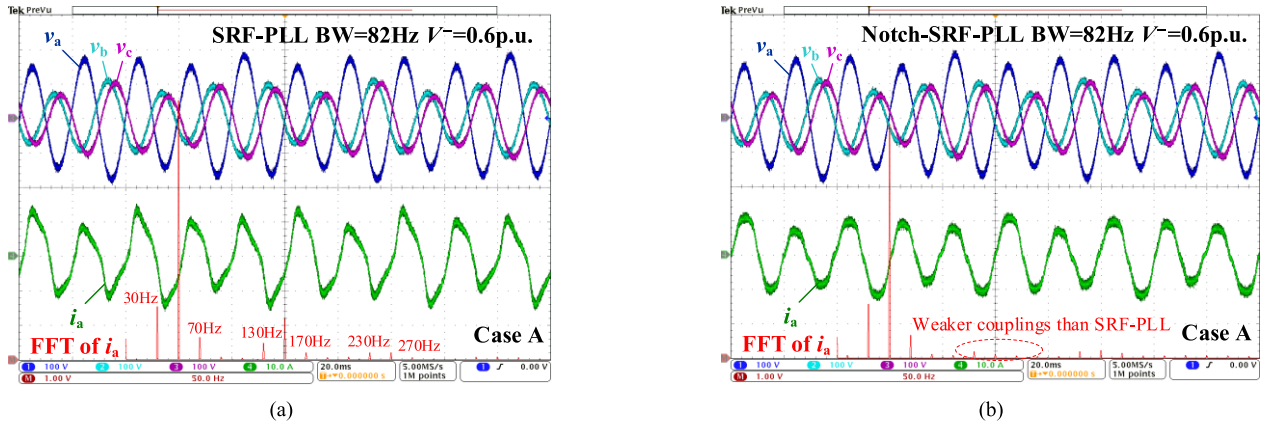 Tek PreVu
SRF-PLL BW=82Hz V⁻=0.6p.u.
va
vb
vc
ia
30Hz
70Hz
130Hz
170Hz
230Hz
270Hz
FFT of ia
Case A
1 100 V 2 100 V 3 100 V 4 10.0 A 20.0ms 5.00MS/s 1 0.00 V
M 1.00 V 50.0 Hz T 0.000000 s 1M points
(a)
Tek PreVu
Notch-SRF-PLL BW=82Hz V⁻=0.6p.u.
va
vb
vc
ia
Weaker couplings than SRF-PLL
FFT of ia
Case A
1 100 V 2 100 V 3 100 V 4 10.0 A 20.0ms 5.00MS/s 1 0.00 V
M 1.00 V 50.0 Hz T 0.000000 s 1M points
(b)